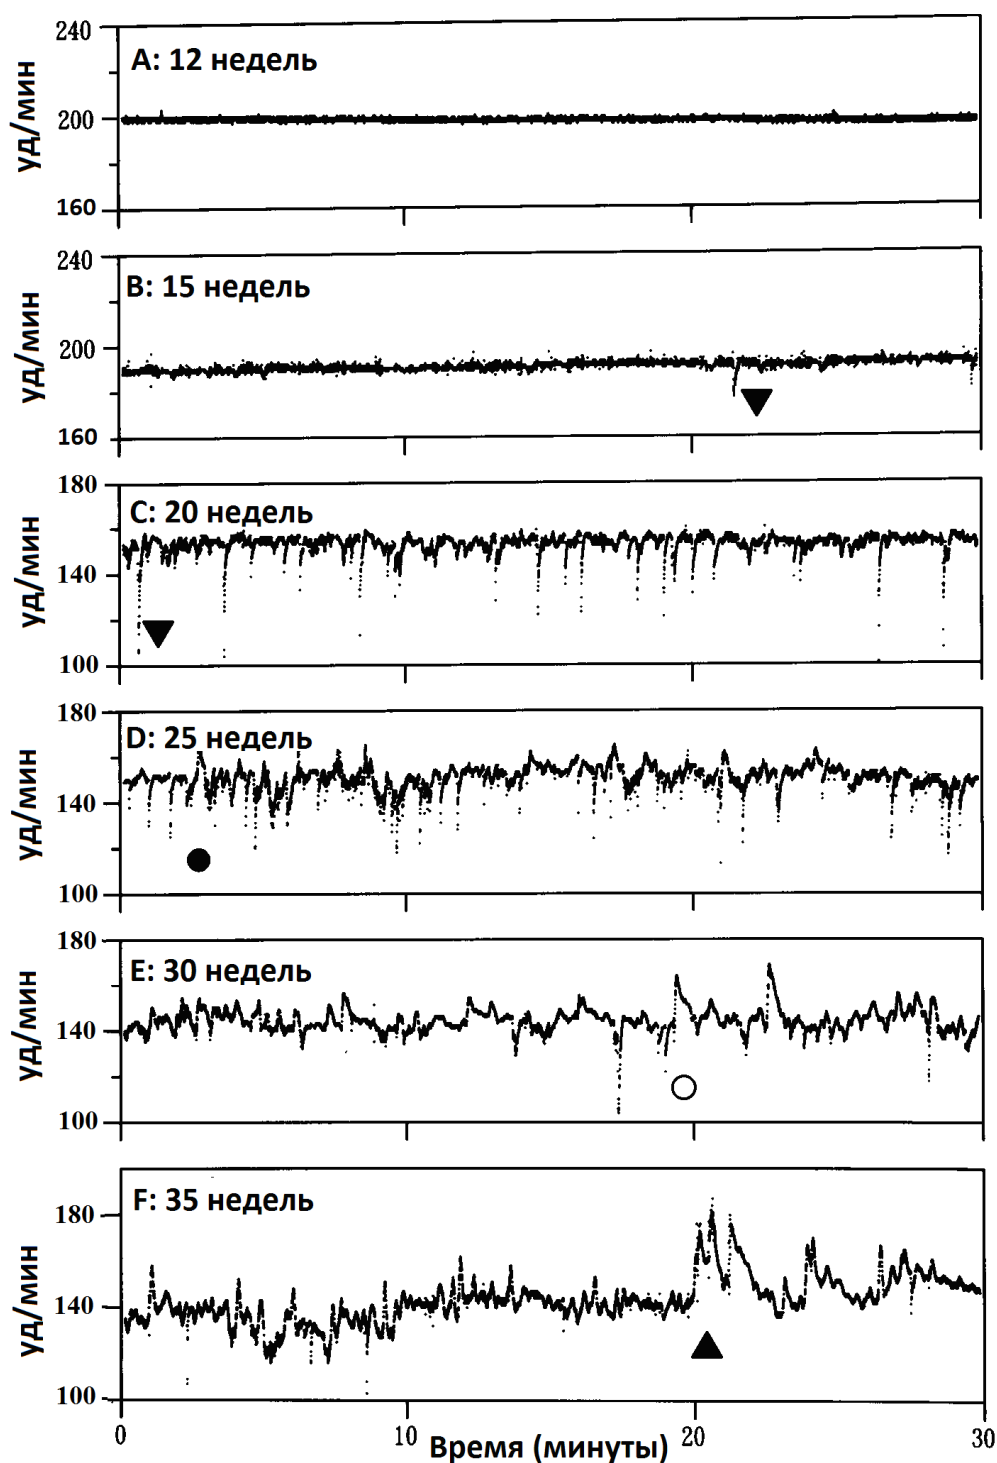 240
A: 12 недель
200
160
уд/мин
240
B: 15 недель
200
160
уд/мин
180
C: 20 недель
140
100
уд/мин
180
D: 25 недель
140
100
уд/мин
180
E: 30 недель
140
100
уд/мин
F: 35 недель
180
140
100
уд/мин
0 10 20 30
Время (минуты)